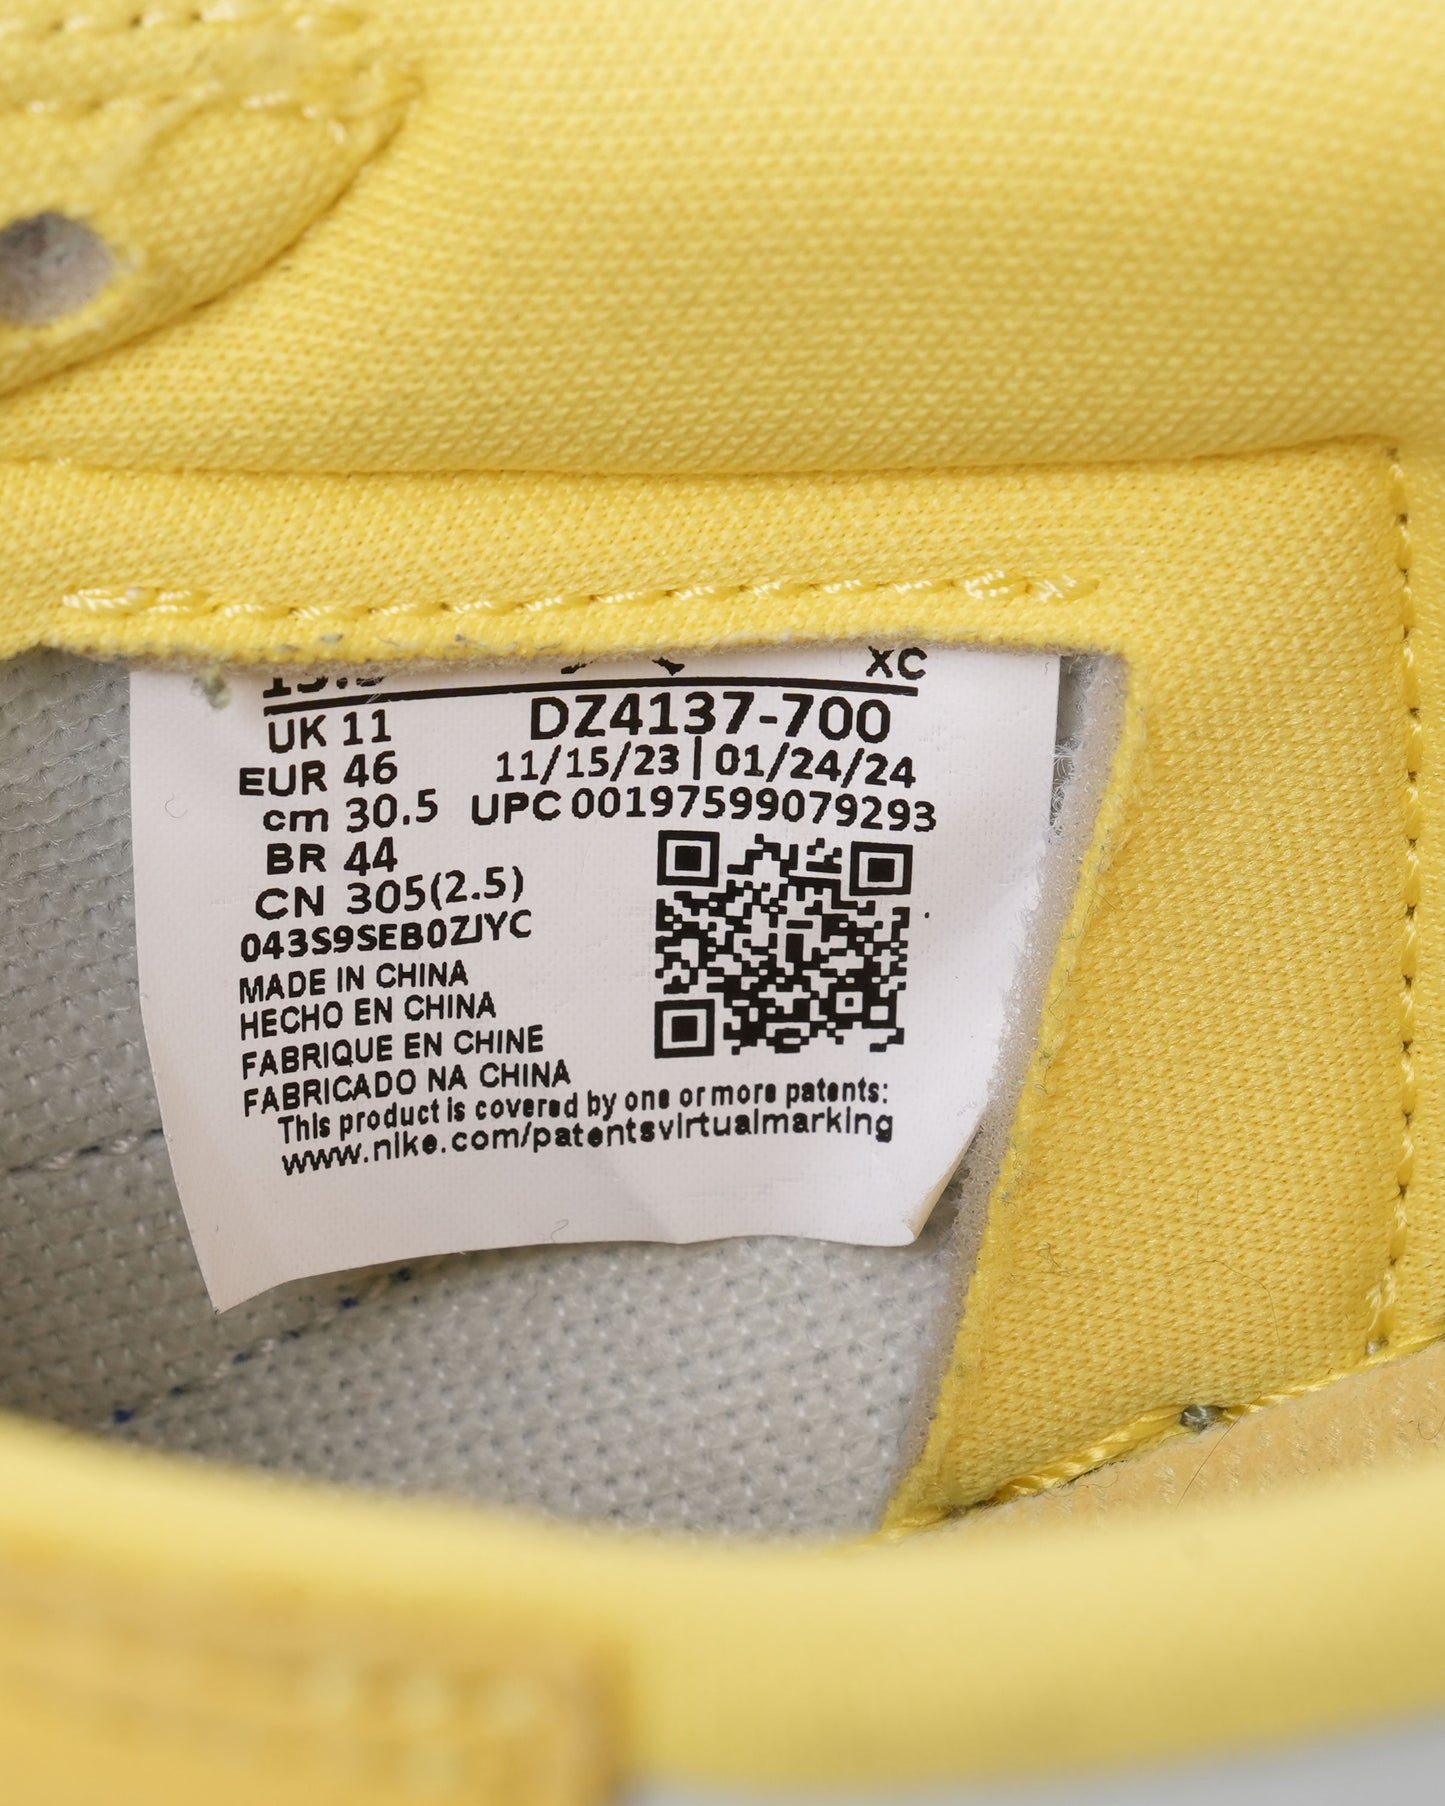 XC
UK 11 DZ4137-700
EUR 46 11/15/23 | 01/24/24
cm 30.5 UPC 00197599079293
BR 44
CN 305(2.5)
043S9SEB0ZJYC
MADE IN CHINA
HECHO EN CHINA
FABRIQUE EN CHINE
FABRICADO NA CHINA
This product is covered by one or more patents:
www.nike.com/patentsvirtualmarking